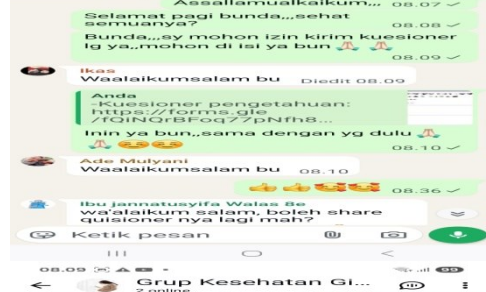 Assallamualkaikum,,, 08.07
Selamat pagi bunda,,,sehat
semuanya? 08.08
Bunda,,,sy mohon izin kirim kuesioner
lg ya,,mohon di isi ya bun 🙏 🙏
08.09
Ikas
Waalaikumsalam bu Diedit 08.09
Anda
-Kuesioner pengetahuan:
https://forms.gle
/fQiNQrBFoq77pNfh8...
Inin ya bun,,sama dengan yg dulu 🙏
08.10
Ade Mulyani
Waalaikumsalam bu 08.10
08.36
Ibu jannatusyifa Walas 8e
wa'alaikum salam, boleh share
quisioner nya lagi mah?
Ketik pesan
08.09 99
Grup Kesehatan Gi...
2 online